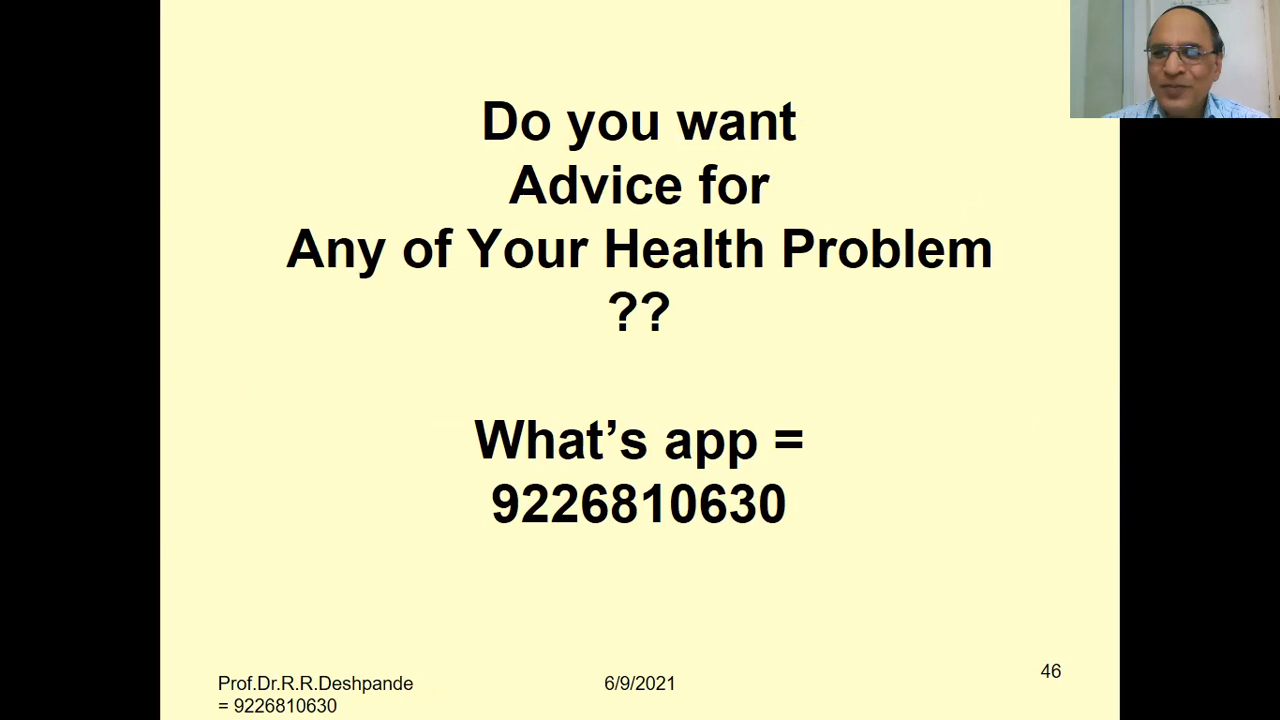 Do you want
Advice for
Any of Your Health Problem
??
What’s app =
9226810630
Prof.Dr.R.R.Deshpande
= 9226810630
6/9/2021
46